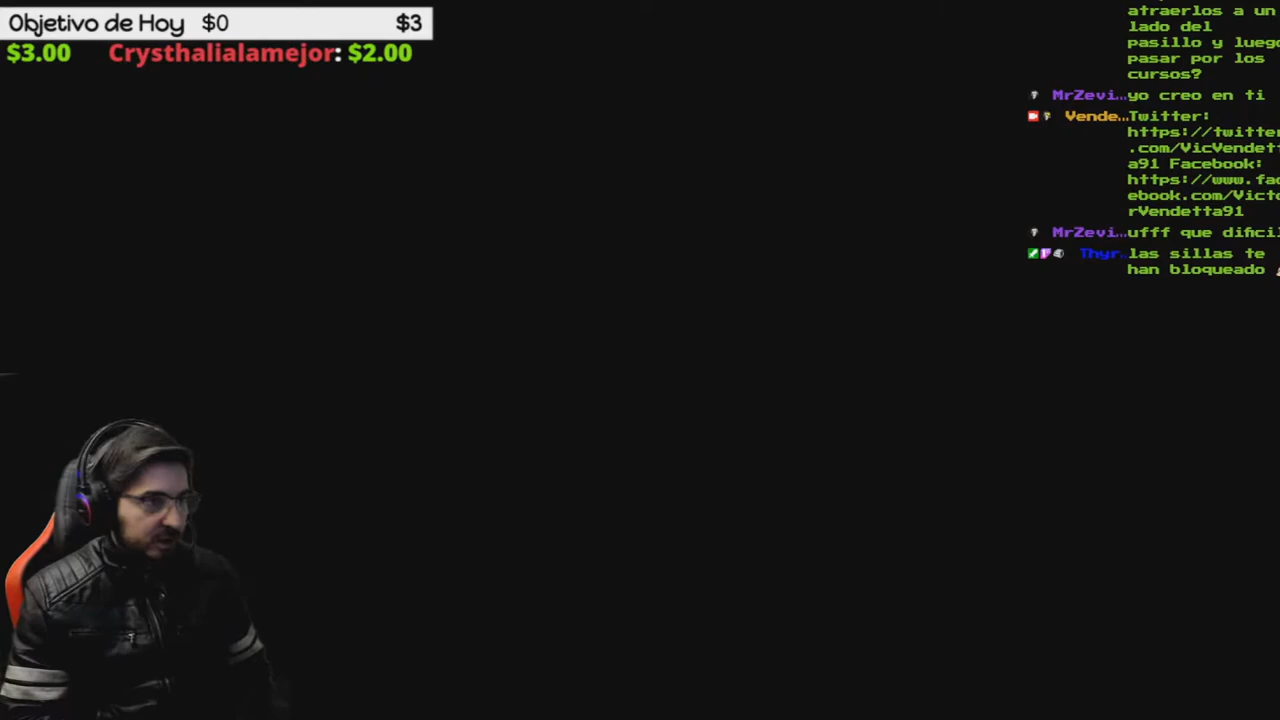 Objetivo de Hoy $0 $3
$3.00 Crysthalialamejor: $2.00
atraerlos a un
lado del
pasillo y luego
pasar por los
cursos?
MrZevi… yo creo en ti
Vende… Twitter:
https://twitter
.com/VicVendett
a91 Facebook:
https://www.fac
ebook.com/Victo
rVendetta91
MrZevi… ufff que dificil
Thyr… las sillas te
han bloqueado